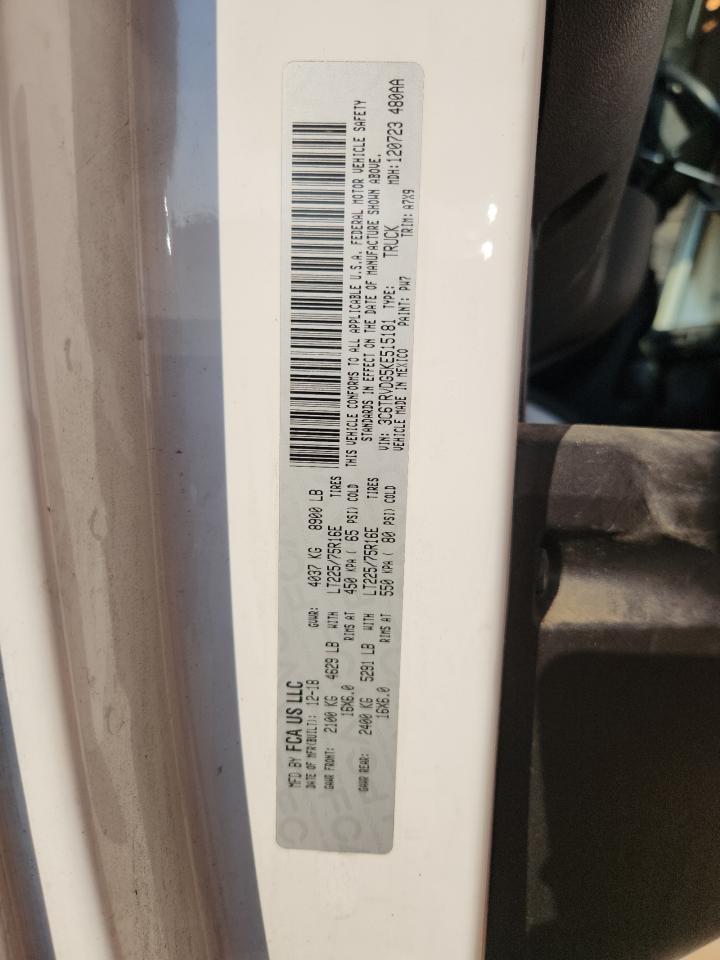 MFD BY FCA US LLC
DATE OF MFR(BUILT): 12-18 GVWR: 4037 KG 8900 LB
GAWR FRONT: 2100 KG 4629 LB WITH LT225/75R16E TIRES
16X6.0 RIMS AT 450 KPA ( 65 PSI) COLD
GAWR REAR: 2400 KG 5291 LB WITH LT225/75R16E TIRES
16X6.0 RIMS AT 550 KPA ( 80 PSI) COLD
THIS VEHICLE CONFORMS TO ALL APPLICABLE U.S.A. FEDERAL MOTOR VEHICLE SAFETY
STANDARDS IN EFFECT ON THE DATE OF MANUFACTURE SHOWN ABOVE.
VIN: 3C6TRVDG5KE515181 TYPE: TRUCK MDH: 120723 480AA
VEHICLE MADE IN MEXICO PAINT: PW7 TRIM: A7X9